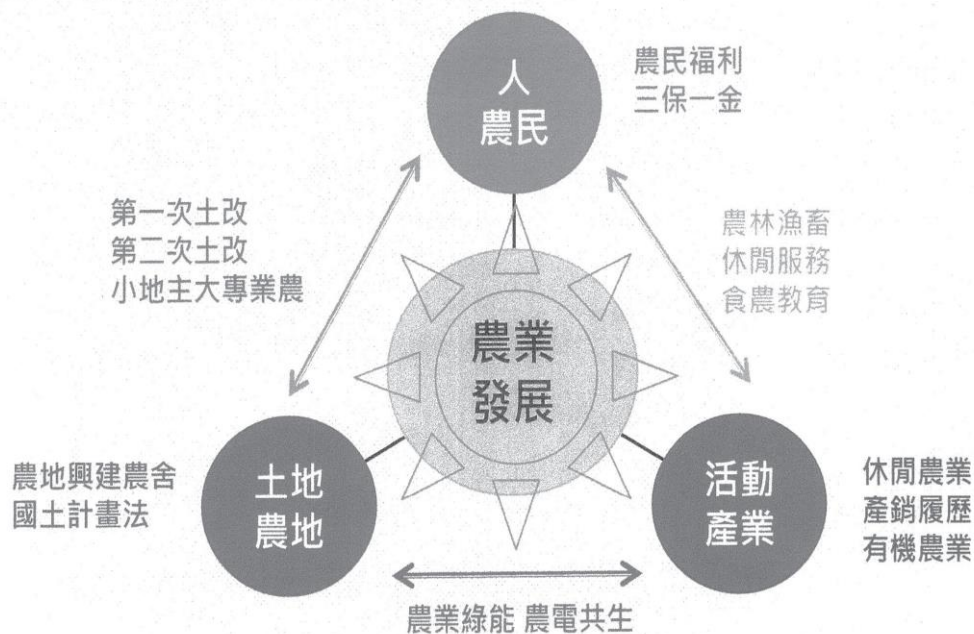 人
農民
農民福利
三保一金
第一次土改
第二次土改
小地主大專業農
農林漁畜
休閒服務
食農教育
農業
發展
農地興建農舍
國土計畫法
土地
農地
活動
產業
休閒農業
產銷履歷
有機農業
農業綠能 農電共生